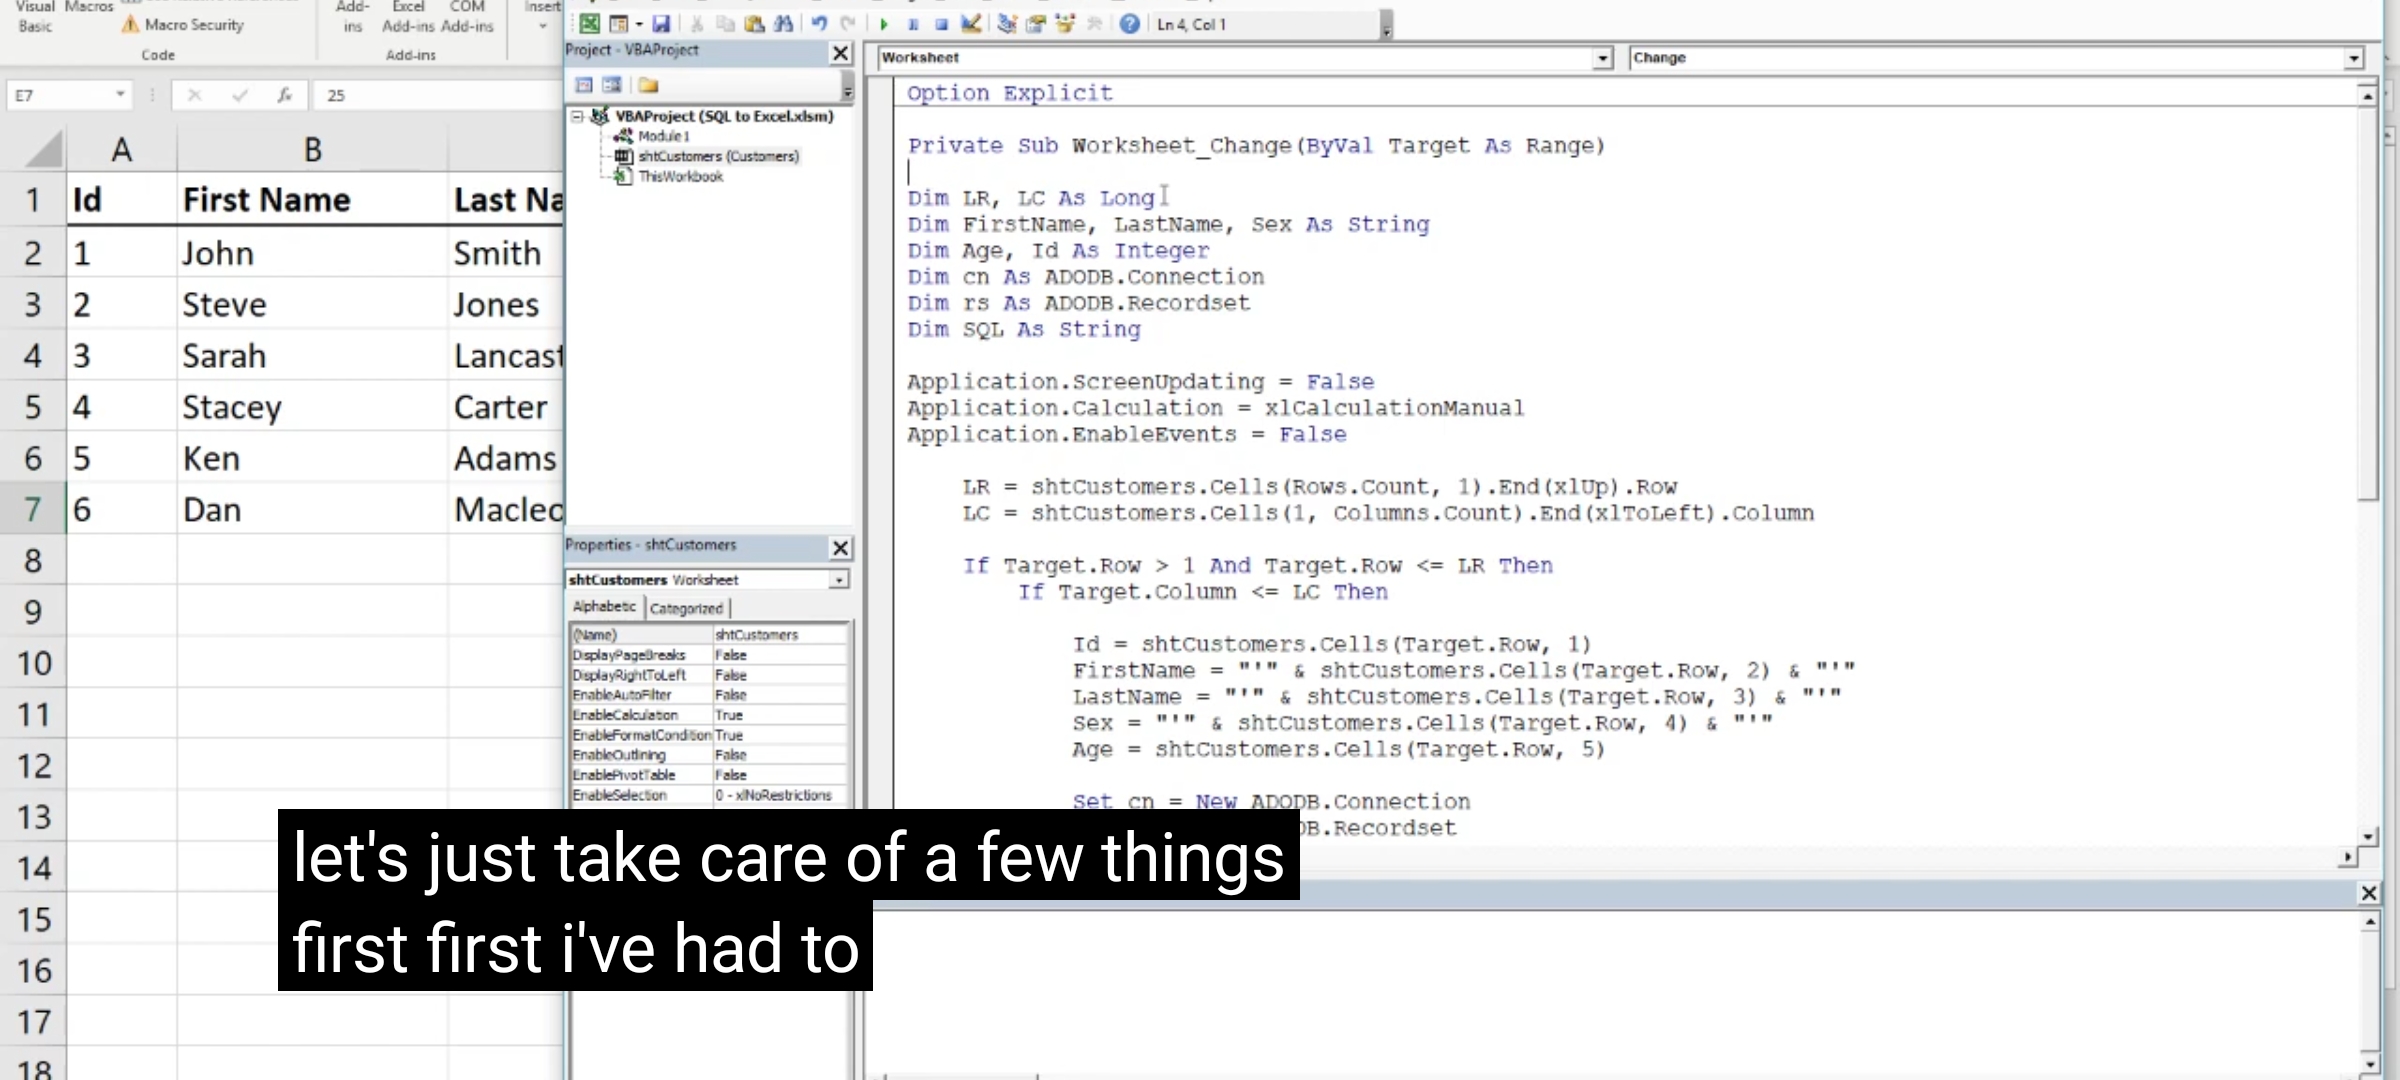 Visual Basic
Macros
Macro Security
Code
Add-ins
Excel Add-ins
COM Add-ins
Add-ins
Insert
E7
25
A B
1 Id First Name Last Na
2 1 John Smith
3 2 Steve Jones
4 3 Sarah Lancast
5 4 Stacey Carter
6 5 Ken Adams
7 6 Dan Macleo
8
9
10
11
12
13
14
15
16
17
18
Ln 4, Col 1
Project - VBAProject
VBAProject (SQL to Excel.xlsm)
Module1
shtCustomers (Customers)
ThisWorkbook
Properties - shtCustomers
shtCustomers Worksheet
Alphabetic Categorized
(Name) shtCustomers
DisplayPageBreaks False
DisplayRightToLeft False
EnableAutoFilter False
EnableCalculation True
EnableFormatCondition True
EnableOutlining False
EnablePivotTable False
EnableSelection 0 - xlNoRestrictions
Worksheet
Change
Option Explicit
Private Sub Worksheet_Change(ByVal Target As Range)
Dim LR, LC As Long
Dim FirstName, LastName, Sex As String
Dim Age, Id As Integer
Dim cn As ADODB.Connection
Dim rs As ADODB.Recordset
Dim SQL As String
Application.ScreenUpdating = False
Application.Calculation = xlCalculationManual
Application.EnableEvents = False
LR = shtCustomers.Cells(Rows.Count, 1).End(xlUp).Row
LC = shtCustomers.Cells(1, Columns.Count).End(xlToLeft).Column
If Target.Row > 1 And Target.Row <= LR Then
If Target.Column <= LC Then
Id = shtCustomers.Cells(Target.Row, 1)
FirstName = "'" & shtCustomers.Cells(Target.Row, 2) & "'"
LastName = "'" & shtCustomers.Cells(Target.Row, 3) & "'"
Sex = "'" & shtCustomers.Cells(Target.Row, 4) & "'"
Age = shtCustomers.Cells(Target.Row, 5)
Set cn = New ADODB.Connection
DB.Recordset
let's just take care of a few things
first first i've had to